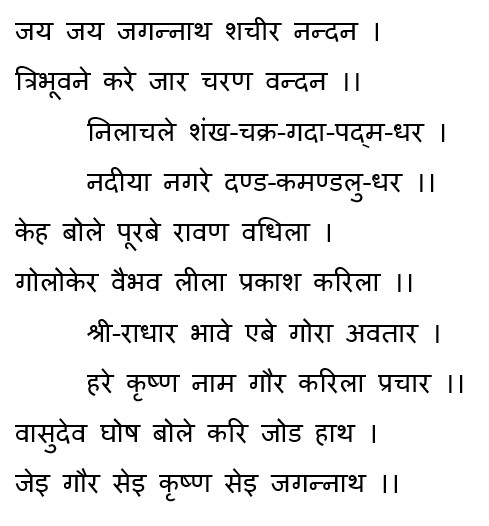 जय जय जगन्नाथ शचीर नन्दन ।
त्रिभूवने करे जार चरण वन्दन ।।
निलाचले शंख-चक्र-गदा-पद्म-धर ।
नदीया नगरे दण्ड-कमण्डलु-धर ।।
केह बोले पूरबे रावण वधिला ।
गोलोकेर वैभव लीला प्रकाश करिला ।।
श्री-राधार भावे एबे गोरा अवतार ।
हरे कृष्ण नाम गौर करिला प्रचार ।।
वासुदेव घोष बोले करि जोड हाथ ।
जेइ गौर सेइ कृष्ण सेइ जगन्नाथ ।।